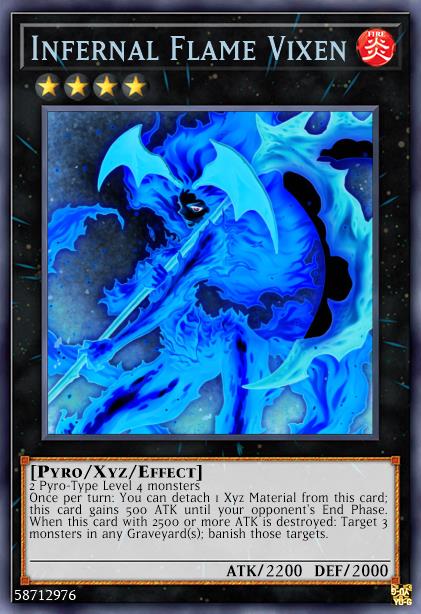 INFERNAL FLAME VIXEN
FIRE
炎
[PYRO/XYZ/EFFECT]
2 Pyro-Type Level 4 monsters
Once per turn: You can detach 1 Xyz Material from this card;
this card gains 500 ATK until your opponent's End Phase.
When this card with 2500 or more ATK is destroyed: Target 3
monsters in any Graveyard(s); banish those targets.
ATK/2200 DEF/2000
58712976